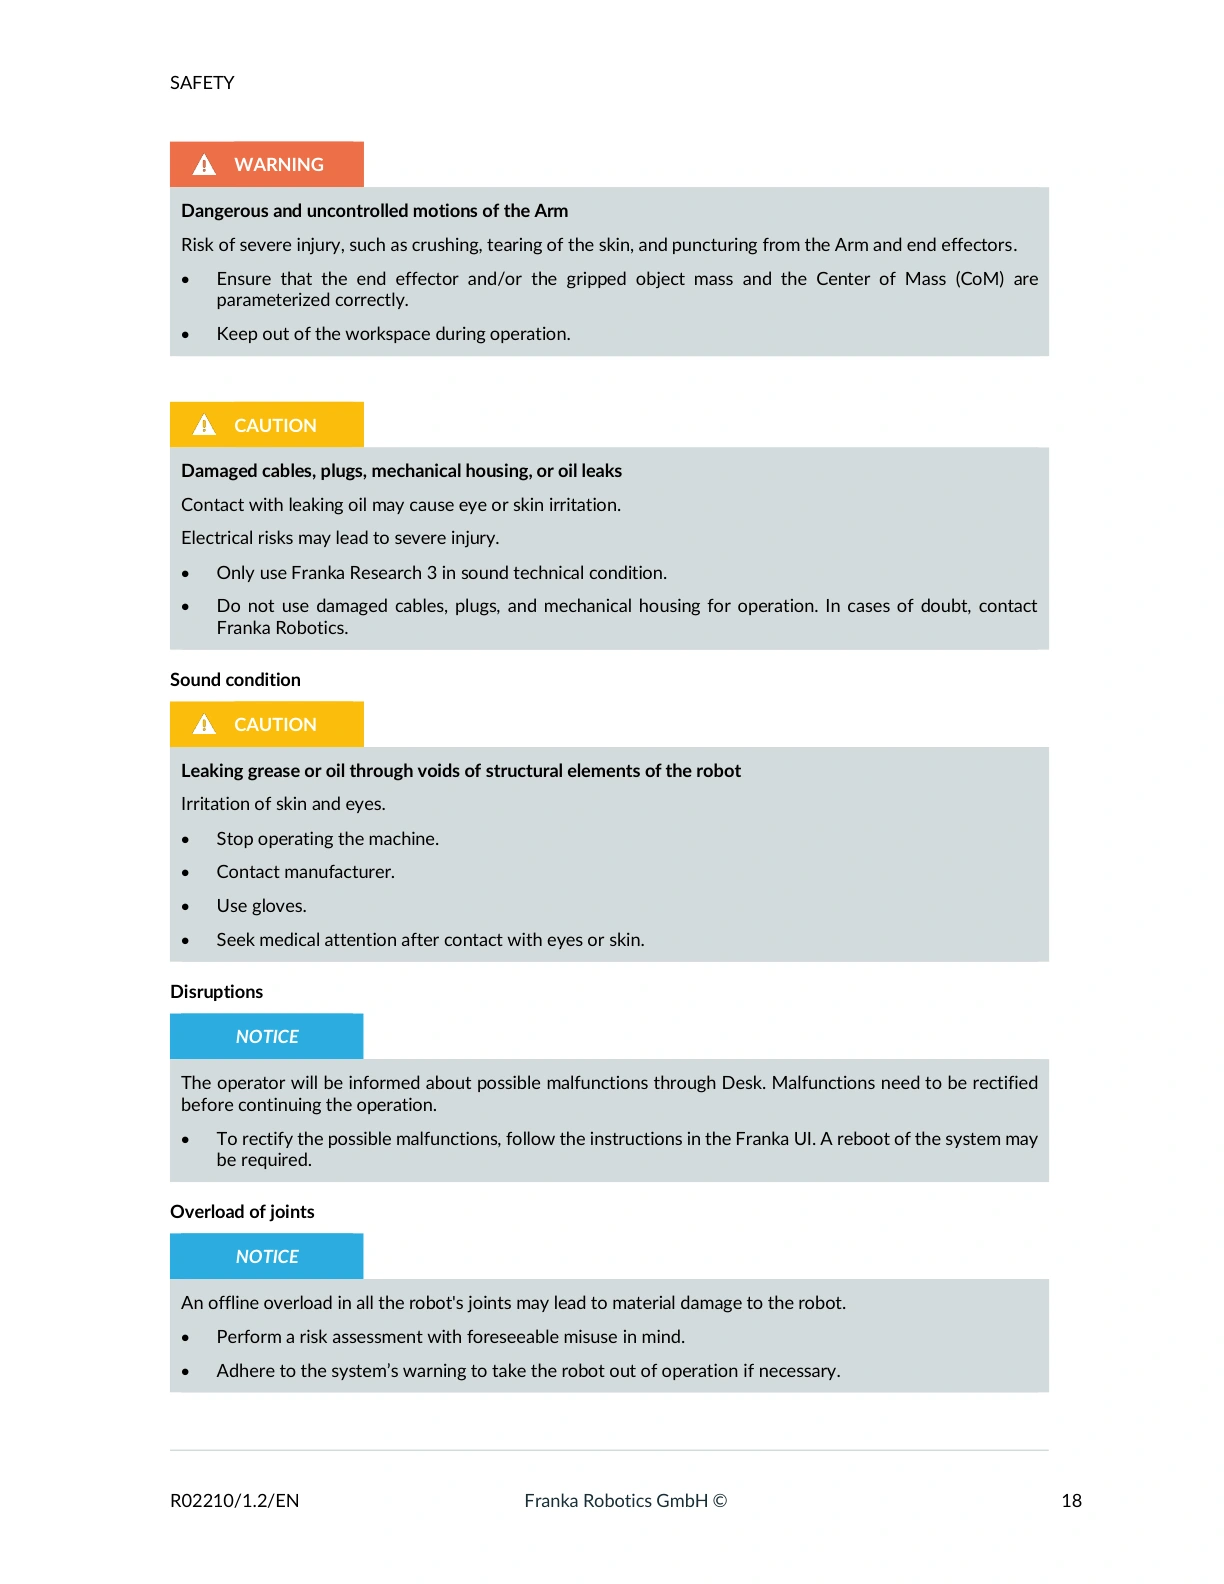 SAFETY
WARNING
Dangerous and uncontrolled motions of the Arm
Risk of severe injury, such as crushing, tearing of the skin, and puncturing from the Arm and end effectors.
• Ensure that the end effector and/or the gripped object mass and the Center of Mass (CoM) are
parameterized correctly.
• Keep out of the workspace during operation.
CAUTION
Damaged cables, plugs, mechanical housing, or oil leaks
Contact with leaking oil may cause eye or skin irritation.
Electrical risks may lead to severe injury.
• Only use Franka Research 3 in sound technical condition.
• Do not use damaged cables, plugs, and mechanical housing for operation. In cases of doubt, contact
Franka Robotics.
Sound condition
CAUTION
Leaking grease or oil through voids of structural elements of the robot
Irritation of skin and eyes.
• Stop operating the machine.
• Contact manufacturer.
• Use gloves.
• Seek medical attention after contact with eyes or skin.
Disruptions
NOTICE
The operator will be informed about possible malfunctions through Desk. Malfunctions need to be rectified
before continuing the operation.
• To rectify the possible malfunctions, follow the instructions in the Franka UI. A reboot of the system may
be required.
Overload of joints
NOTICE
An offline overload in all the robot's joints may lead to material damage to the robot.
• Perform a risk assessment with foreseeable misuse in mind.
• Adhere to the system’s warning to take the robot out of operation if necessary.
R02210/1.2/EN
Franka Robotics GmbH ©
18